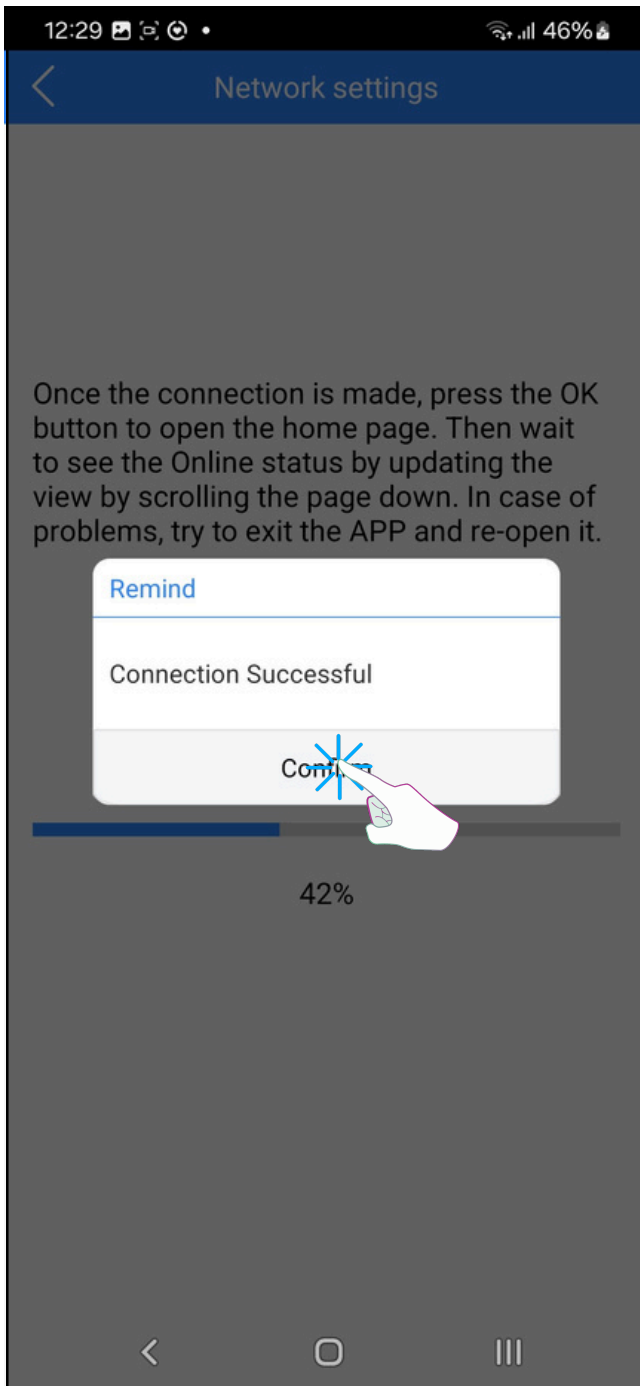 12:29 46%
Network settings
Once the connection is made, press the OK
button to open the home page. Then wait
to see the Online status by updating the
view by scrolling the page down. In case of
problems, try to exit the APP and re-open it.
Remind
Connection Successful
Confirm
42%